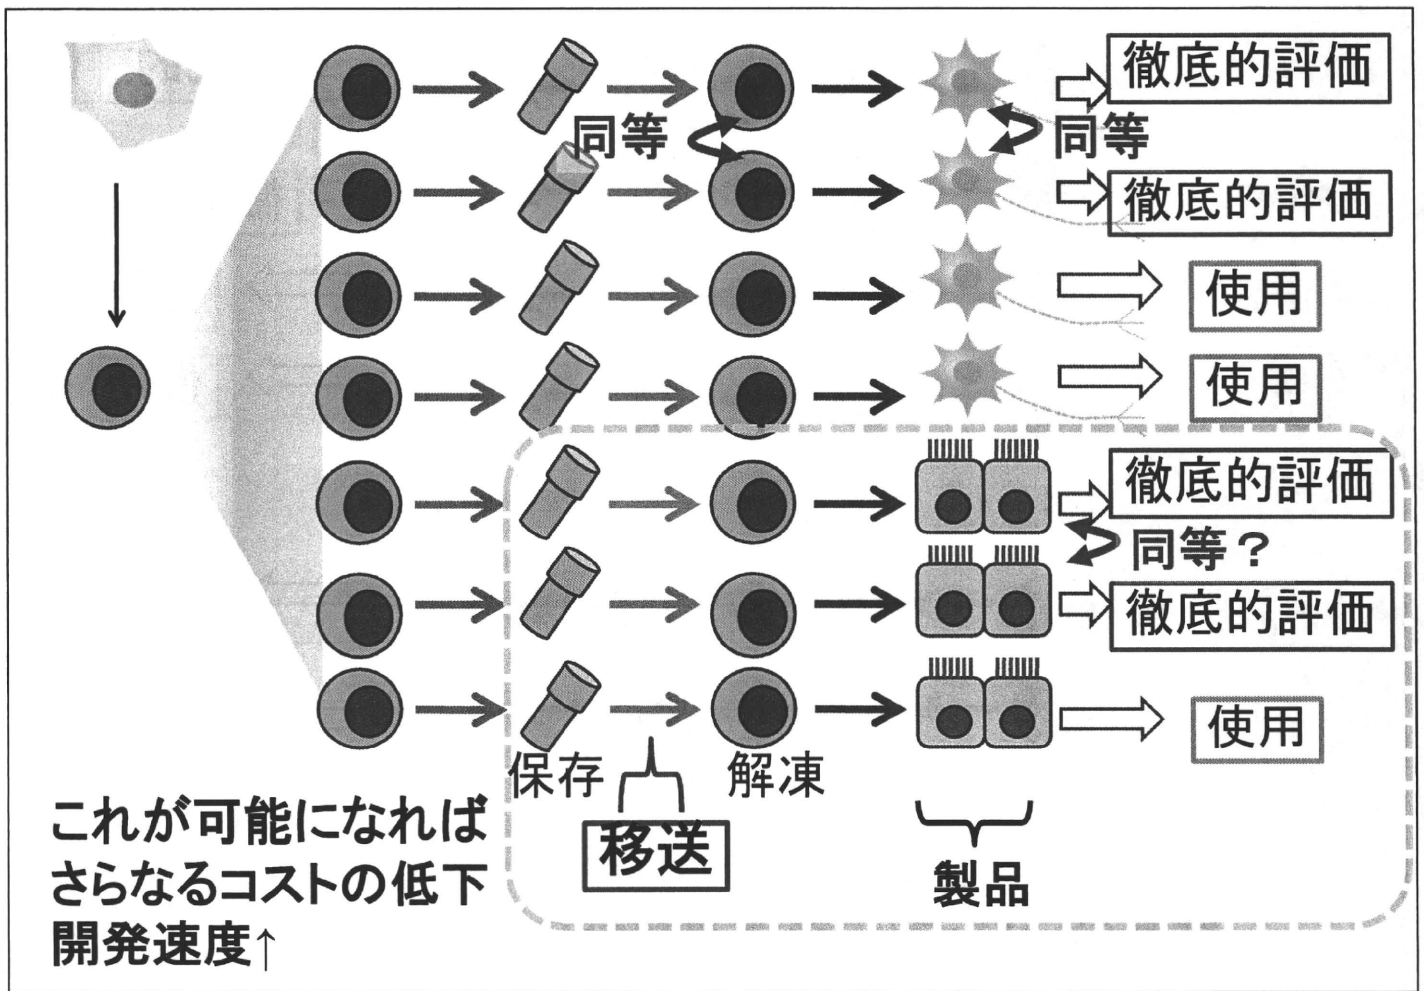 徹底的評価
同等
同等
徹底的評価
使用
使用
徹底的評価
同等？
徹底的評価
使用
保存
解凍
移送
製品
これが可能になれば
さらなるコストの低下
開発速度↑